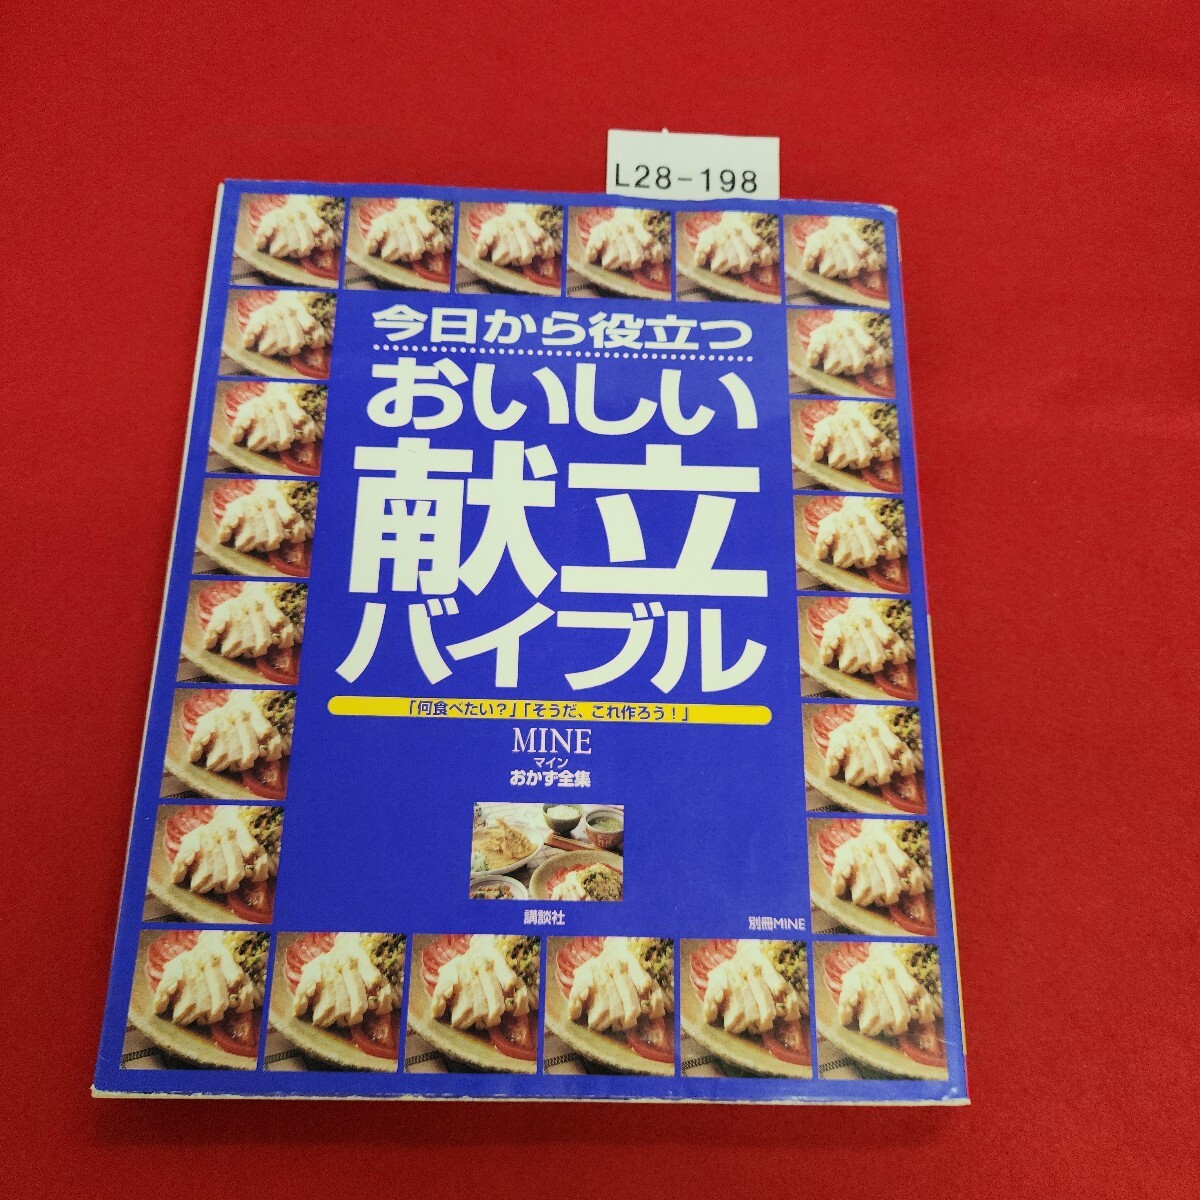 L28-198
今日から役立つ
おいしい
献立
バイブル
「何食べたい?」「そうだ、これ作ろう!」
MINE
マイン
おかず全集
講談社
別冊MINE